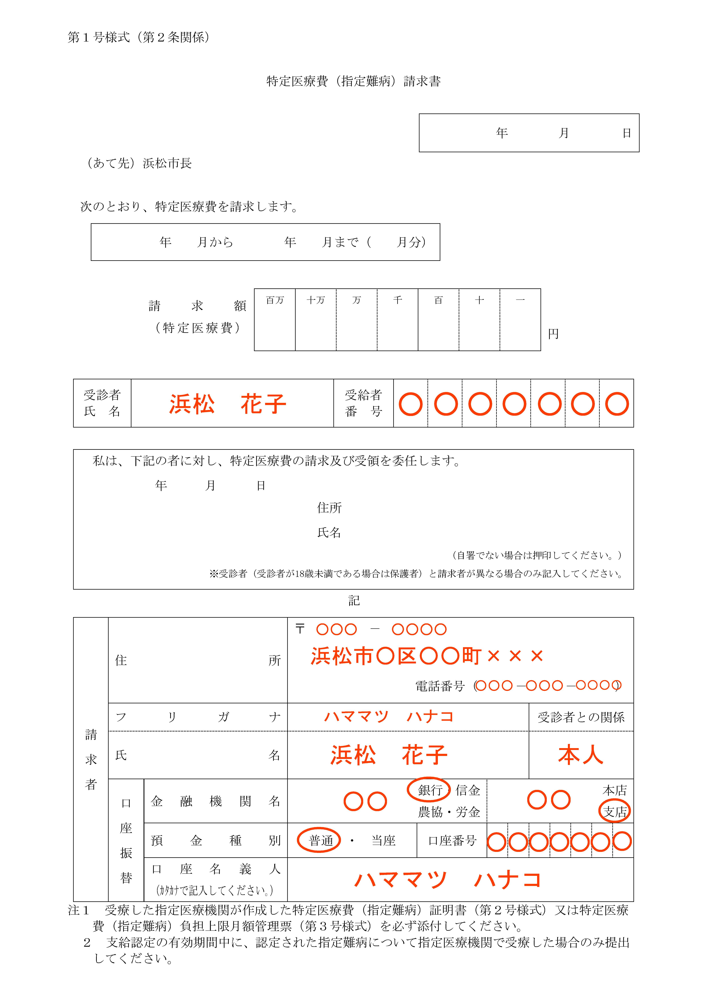 第１号様式（第２条関係）
特定医療費（指定難病）請求書
年　月　日
（あて先）浜松市長
次のとおり、特定医療費を請求します。
年　月から　年　月まで（　月分）
請求額
（特定医療費）
百万　十万　万　千　百　十　一
円
受診者
氏名
浜松　花子
受給者
番号
〇〇〇〇〇〇〇
私は、下記の者に対し、特定医療費の請求及び受領を委任します。
年　月　日
住所
氏名
（自署でない場合は押印してください。）
※受診者（受診者が18歳未満である場合は保護者）と請求者が異なる場合のみ記入してください。
記
請求者
住所
〒　〇〇〇　－　〇〇〇〇
浜松市〇区〇〇町×××
電話番号（〇〇〇－〇〇〇－〇〇〇〇）
フリガナ
ハママツ　ハナコ
受診者との関係
氏名
浜松　花子
本人
口座振替
金融機関名
〇〇
銀行・信金
農協・労金
〇〇
本店
支店
預金種別
普通　・　当座
口座番号
〇〇〇〇〇〇〇
口座名義人
（ｶﾀｶﾅで記入してください。）
ハママツ　ハナコ
注１　受療した指定医療機関が作成した特定医療費（指定難病）証明書（第２号様式）又は特定医療
費（指定難病）負担上限月額管理票（第３号様式）を必ず添付してください。
２　支給認定の有効期間中に、認定された指定難病について指定医療機関で受療した場合のみ提出
してください。